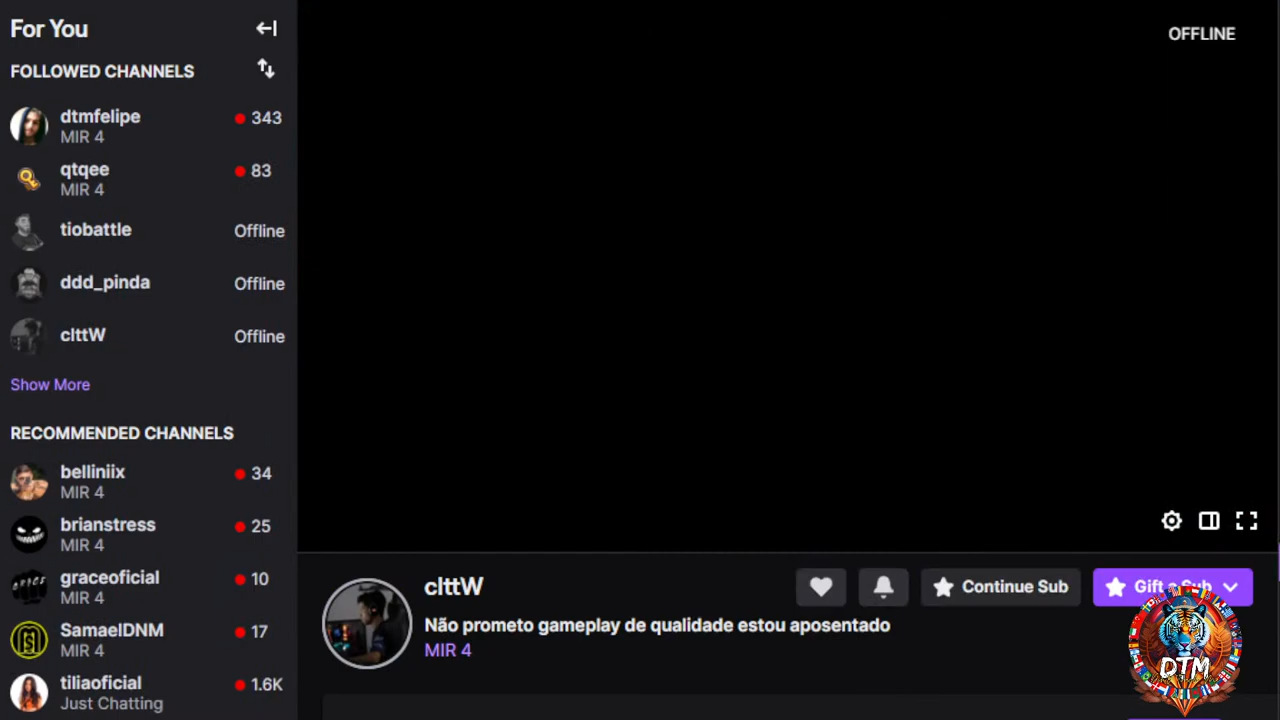 For You
OFFLINE
FOLLOWED CHANNELS
dtmfelipe
343
MIR 4
qtqee
83
MIR 4
tiobattle
Offline
ddd_pinda
Offline
clttW
Offline
Show More
RECOMMENDED CHANNELS
belliniix
34
MIR 4
brianstress
25
MIR 4
graceoficial
10
MIR 4
SamaelDNM
17
MIR 4
tiliaoficial
1.6K
Just Chatting
clttW
Continue Sub
Gift a Sub
Não prometo gameplay de qualidade estou aposentado
MIR 4
DTM